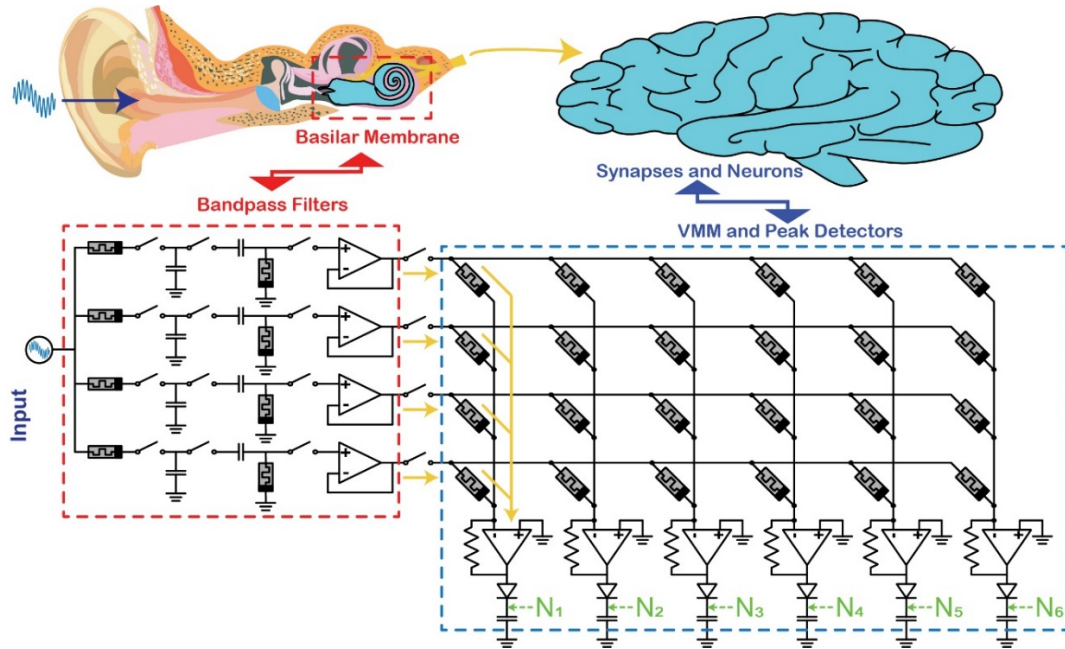 Basilar Membrane
Synapses and Neurons
Bandpass Filters
VMM and Peak Detectors
Input
N1
N2
N3
N4
N5
N6